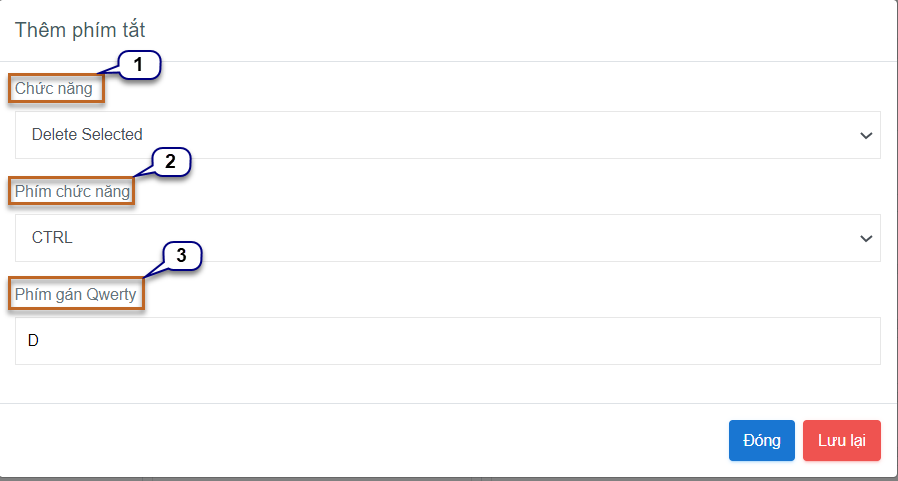 Thêm phím tắt
1
Chức năng
Delete Selected
2
Phím chức năng
CTRL
3
Phím gán Qwerty
D
Đóng Lưu lại